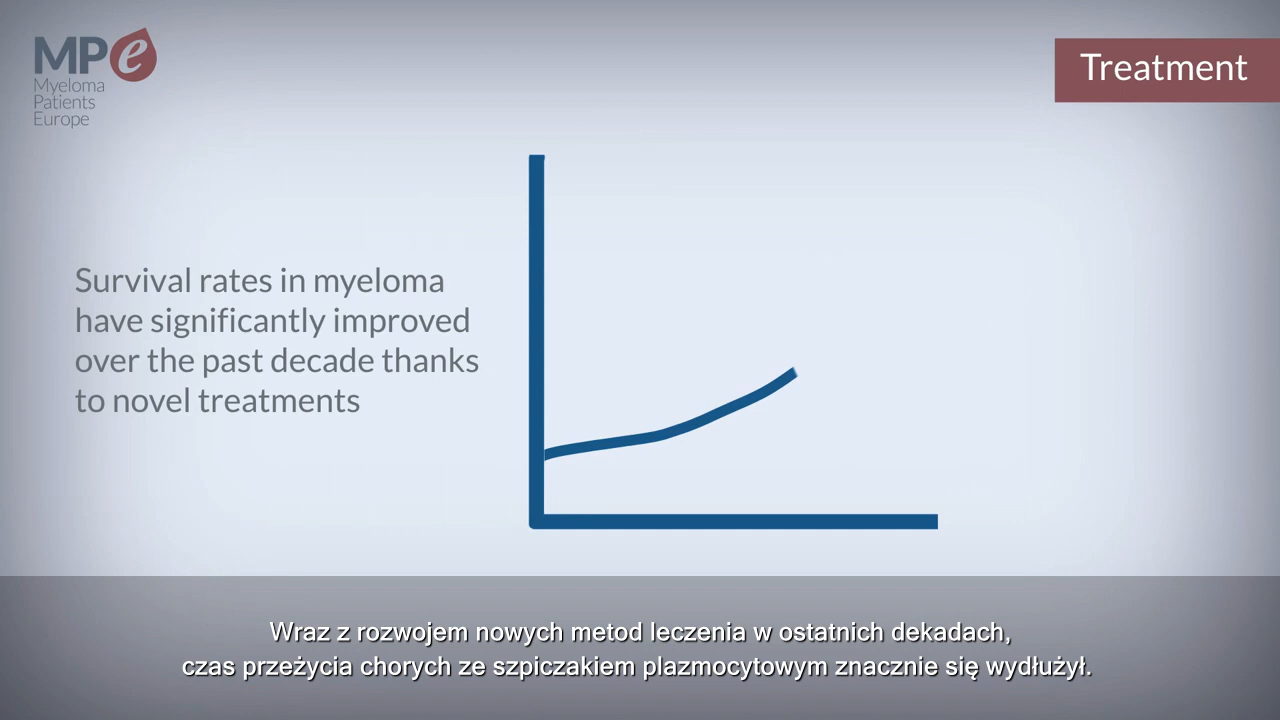 MPe
Myeloma
Patients
Europe
Treatment
Survival rates in myeloma
have significantly improved
over the past decade thanks
to novel treatments
Wraz z rozwojem nowych metod leczenia w ostatnich dekadach,
czas przeżycia chorych ze szpiczakiem plazmocytowym znacznie się wydłużył.